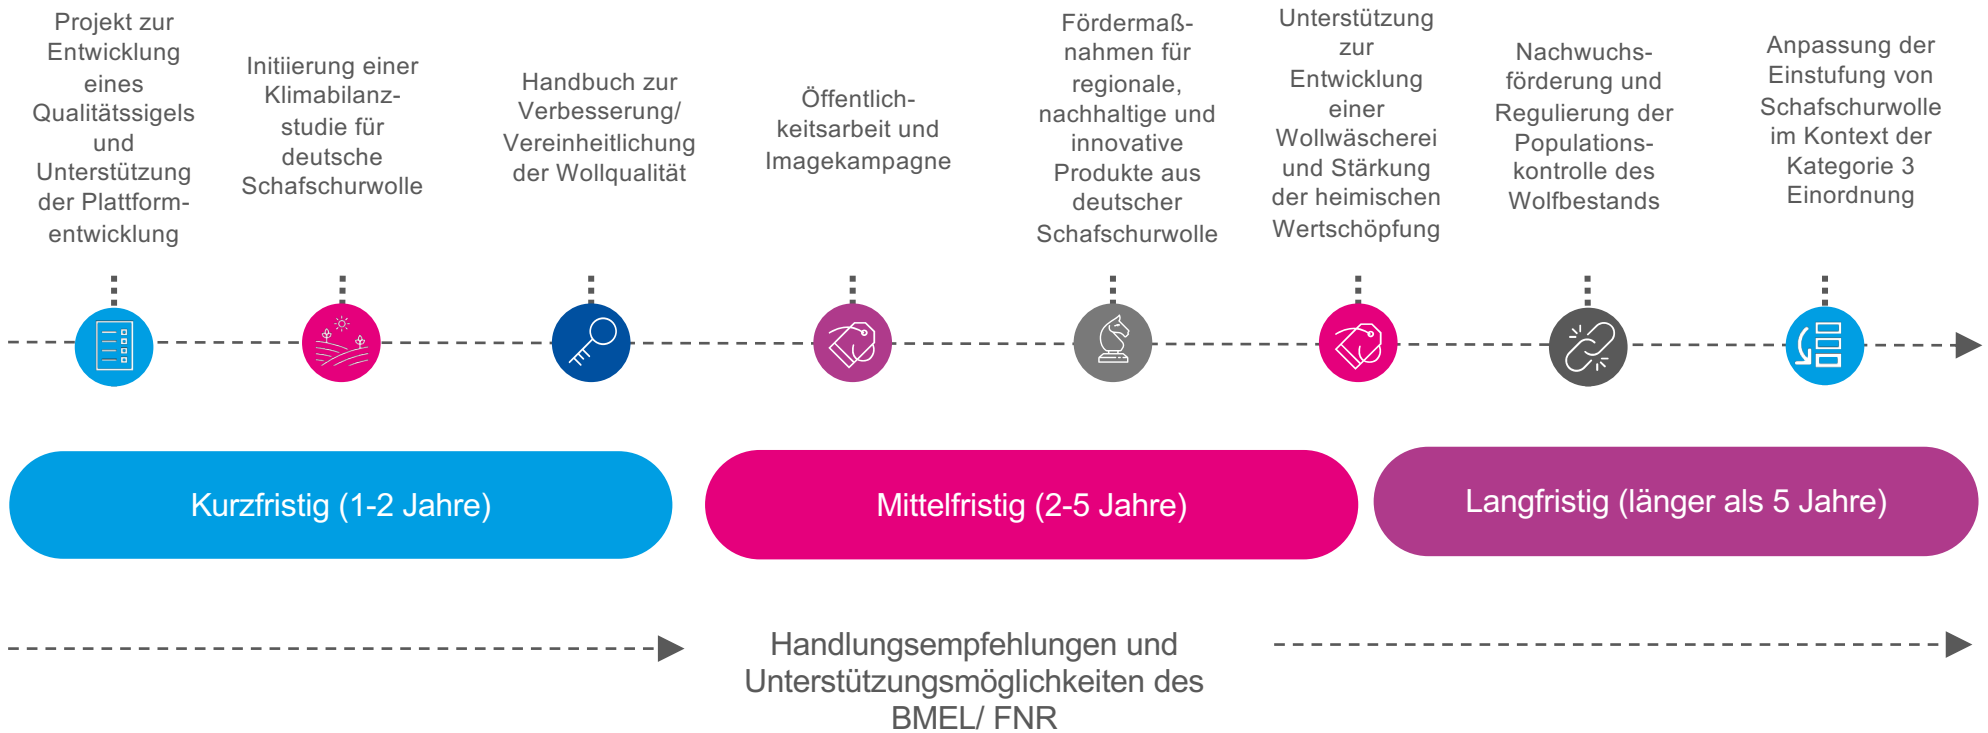 Projekt zur
Entwicklung
eines
Qualitätssigels
und
Unterstützung
der Plattform-
entwicklung
Initiierung einer
Klimabilanz-
studie für
deutsche
Schafschurwolle
Handbuch zur
Verbesserung/
Vereinheitlichung
der Wollqualität
Öffentlich-
keitsarbeit und
Imagekampagne
Fördermaß-
nahmen für
regionale,
nachhaltige und
innovative
Produkte aus
deutscher
Schafschurwolle
Unterstützung
zur
Entwicklung
einer
Wollwäscherei
und Stärkung
der heimischen
Wertschöpfung
Nachwuchs-
förderung und
Regulierung der
Populations-
kontrolle des
Wolfbestands
Anpassung der
Einstufung von
Schafschurwolle
im Kontext der
Kategorie 3
Einordnung
Kurzfristig (1-2 Jahre)
Mittelfristig (2-5 Jahre)
Langfristig (länger als 5 Jahre)
Handlungsempfehlungen und
Unterstützungsmöglichkeiten des
BMEL/ FNR